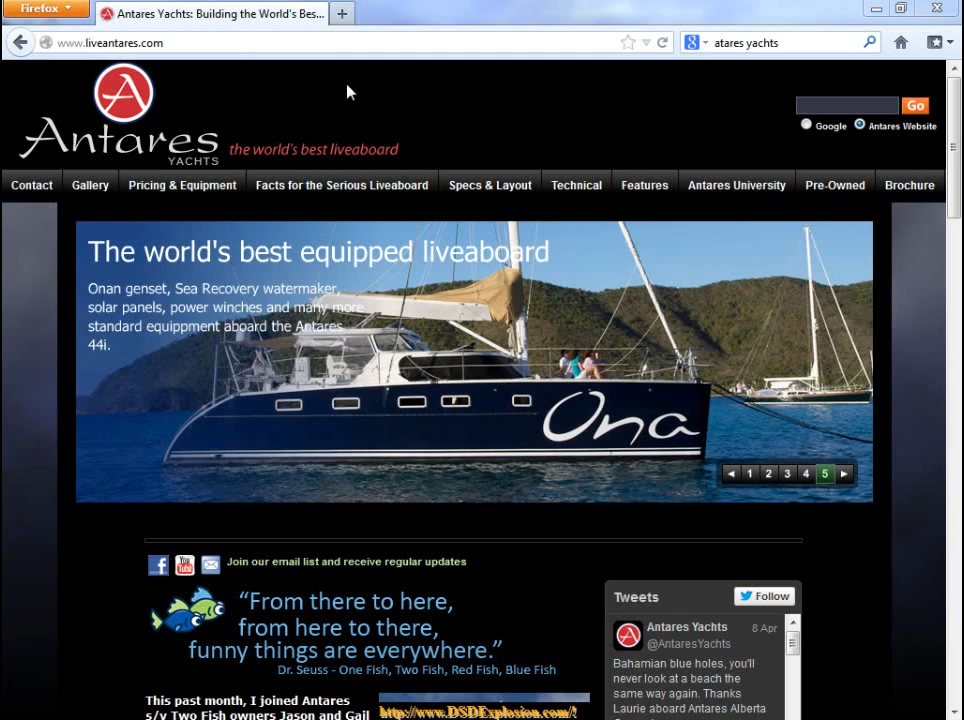 Firefox
Antares Yachts: Building the World's Bes...
www.liveantares.com
atares yachts
Antares
YACHTS
the world's best liveaboard
Go
Google
Antares Website
Contact
Gallery
Pricing & Equipment
Facts for the Serious Liveaboard
Specs & Layout
Technical
Features
Antares University
Pre-Owned
Brochure
The world's best equipped liveaboard
Onan genset, Sea Recovery watermaker,
solar panels, power winches and many more
standard equippment aboard the Antares
44i.
Ona
1 2 3 4 5
You
Tube
Join our email list and receive regular updates
“From there to here,
from here to there,
funny things are everywhere.”
Dr. Seuss - One Fish, Two Fish, Red Fish, Blue Fish
Tweets
Follow
Antares Yachts
8 Apr
@AntaresYachts
Bahamian blue holes, you'll
never look at a beach the
same way again. Thanks
Laurie aboard Antares Alberta
This past month, I joined Antares
s/v Two Fish owners Jason and Gail
http://www.DSDExplosion.com/!